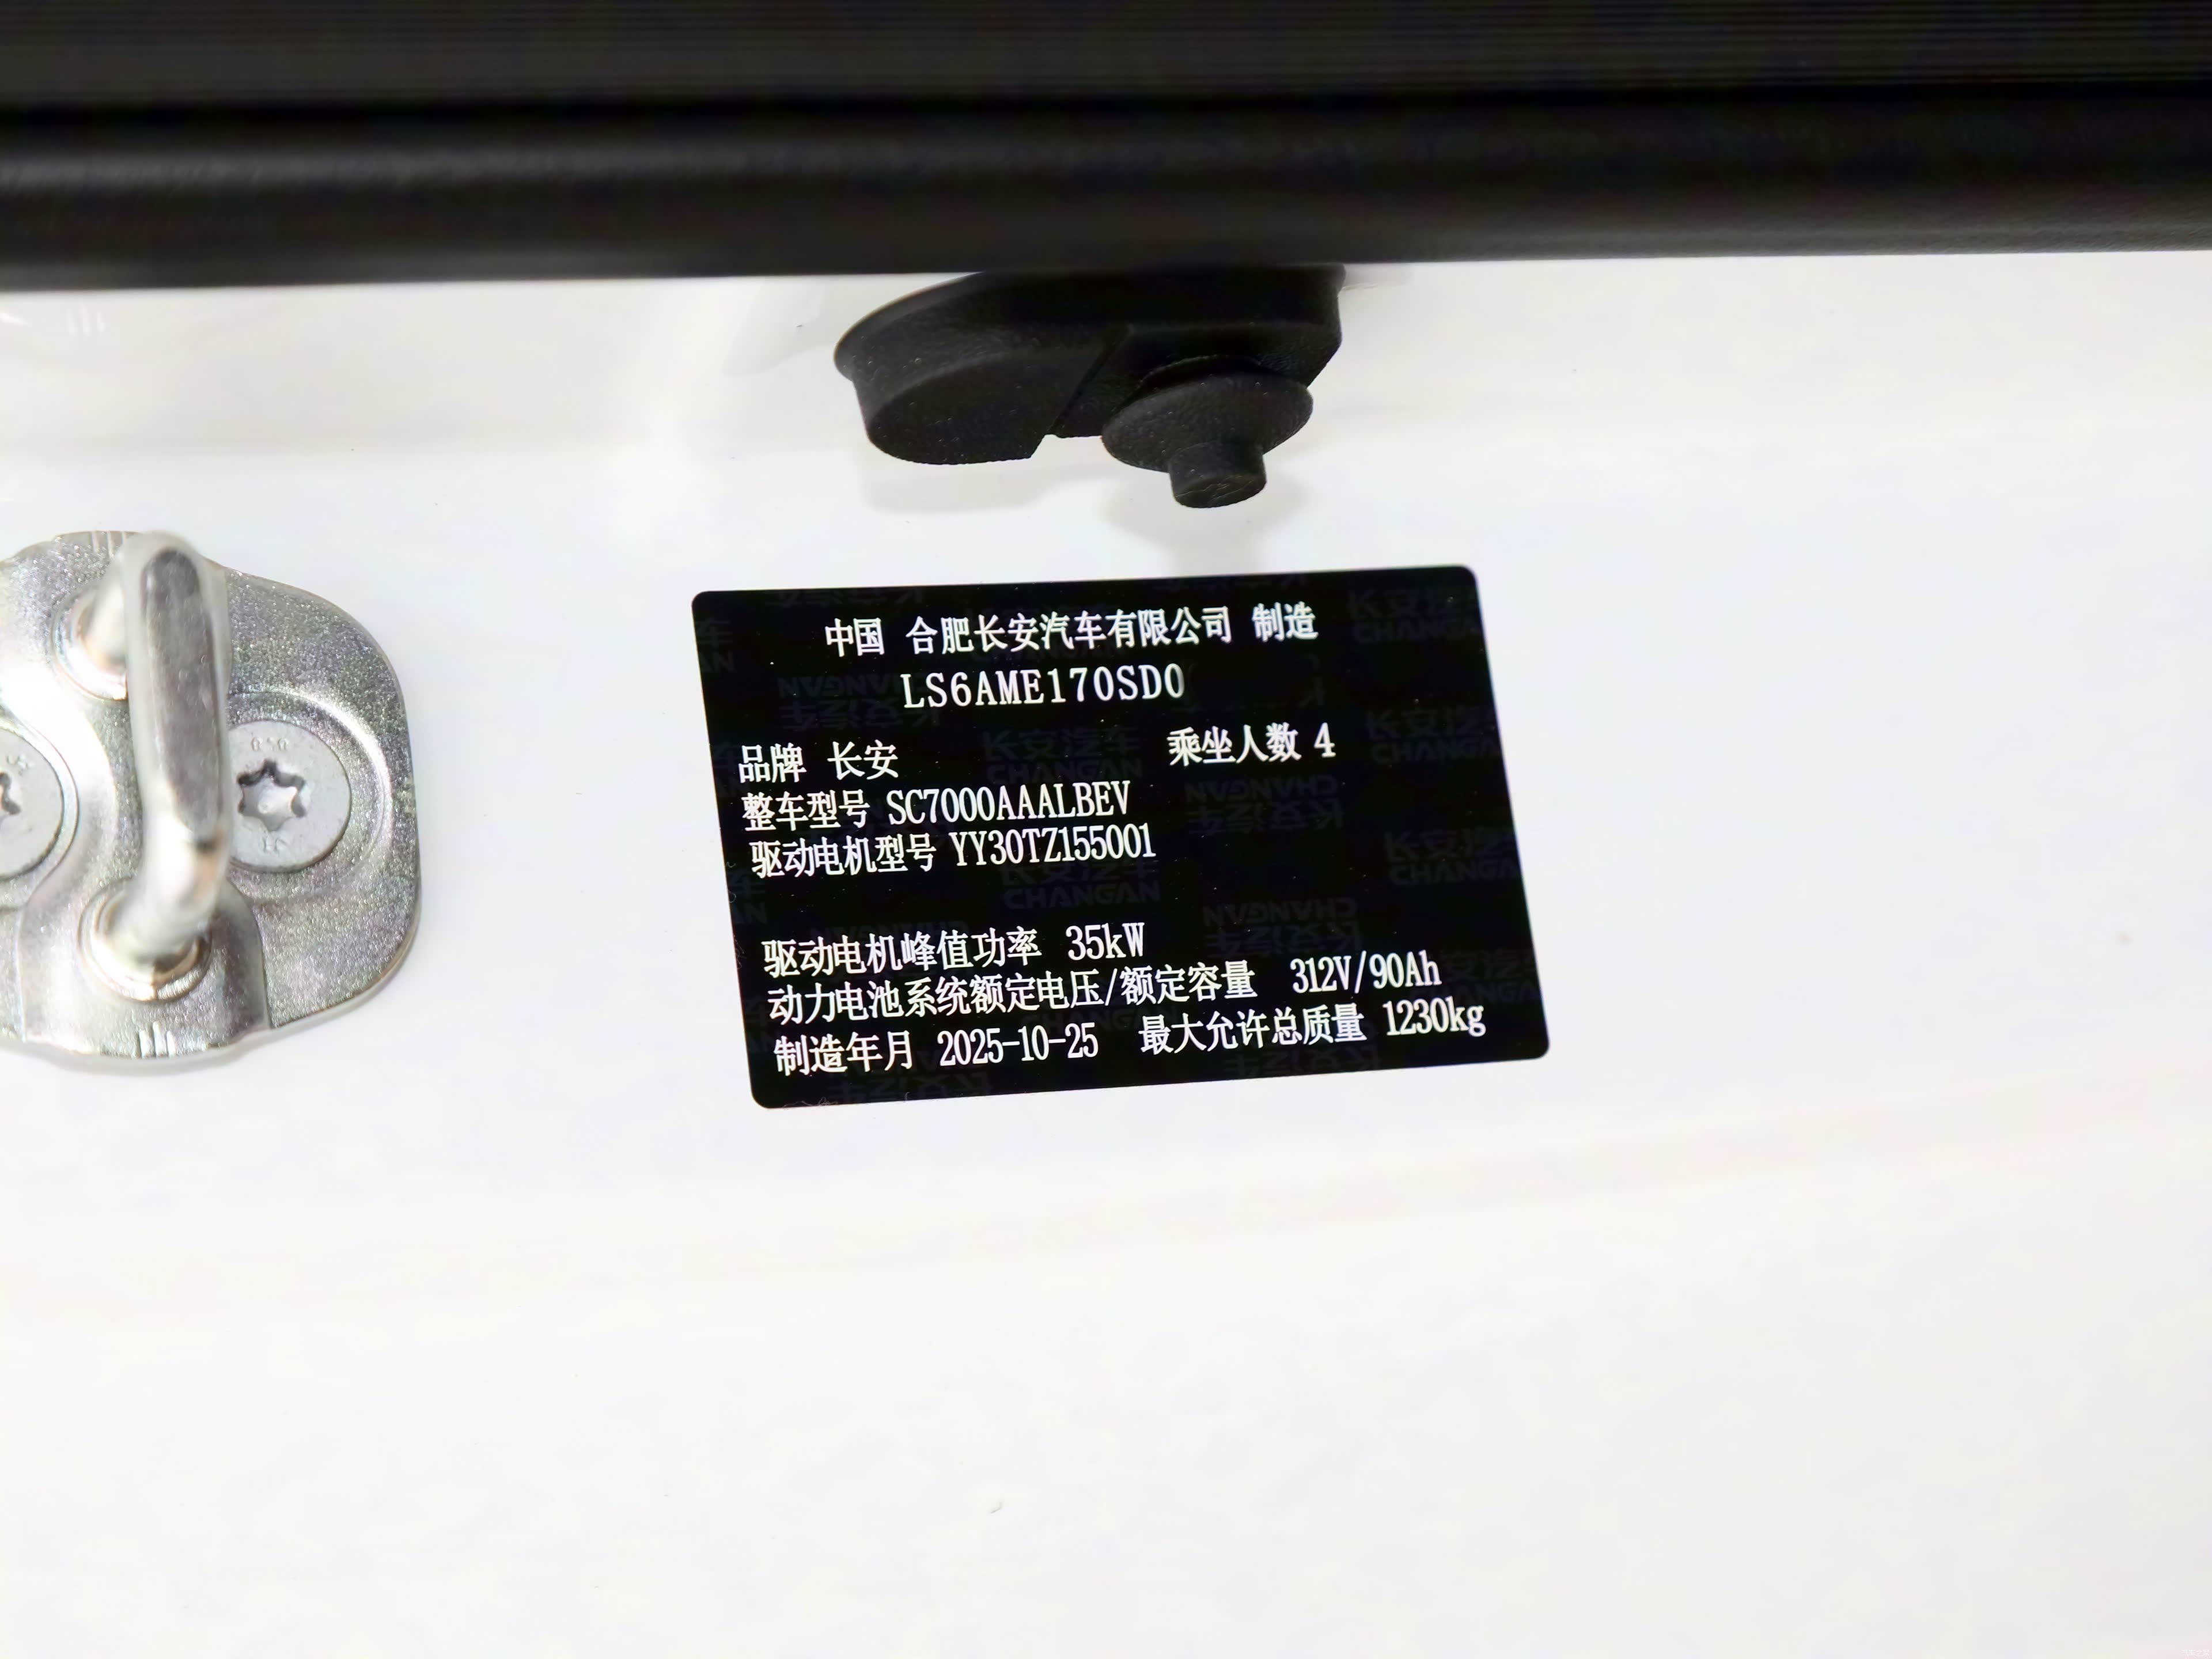 中国 合肥长安汽车有限公司 制造
LS6AME170SD0
品牌 长安 乘坐人数 4
整车型号 SC7000AAALBEV
驱动电机型号 YY30TZ155001
驱动电机峰值功率 35kW
动力电池系统额定电压/额定容量 312V/90Ah
制造年月 2025-10-25 最大允许总质量 1230kg